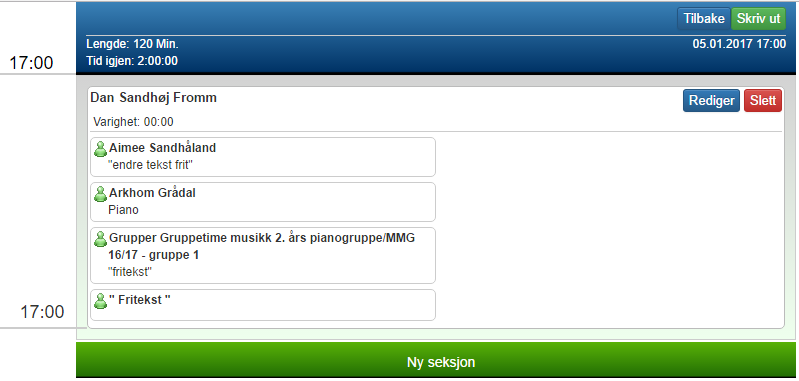 Tilbake Skriv ut
Lengde: 120 Min. 05.01.2017 17:00
17:00 Tid igjen: 2:00:00
Dan Sandhøj Fromm Rediger Slett
Varighet: 00:00
Aimee Sandhåland
"endre tekst frit"
Arkhom Grådal
Piano
Grupper Gruppetime musikk 2. års pianogruppe/MMG
16/17 - gruppe 1
"fritekst"
" Fritekst "
17:00
Ny seksjon